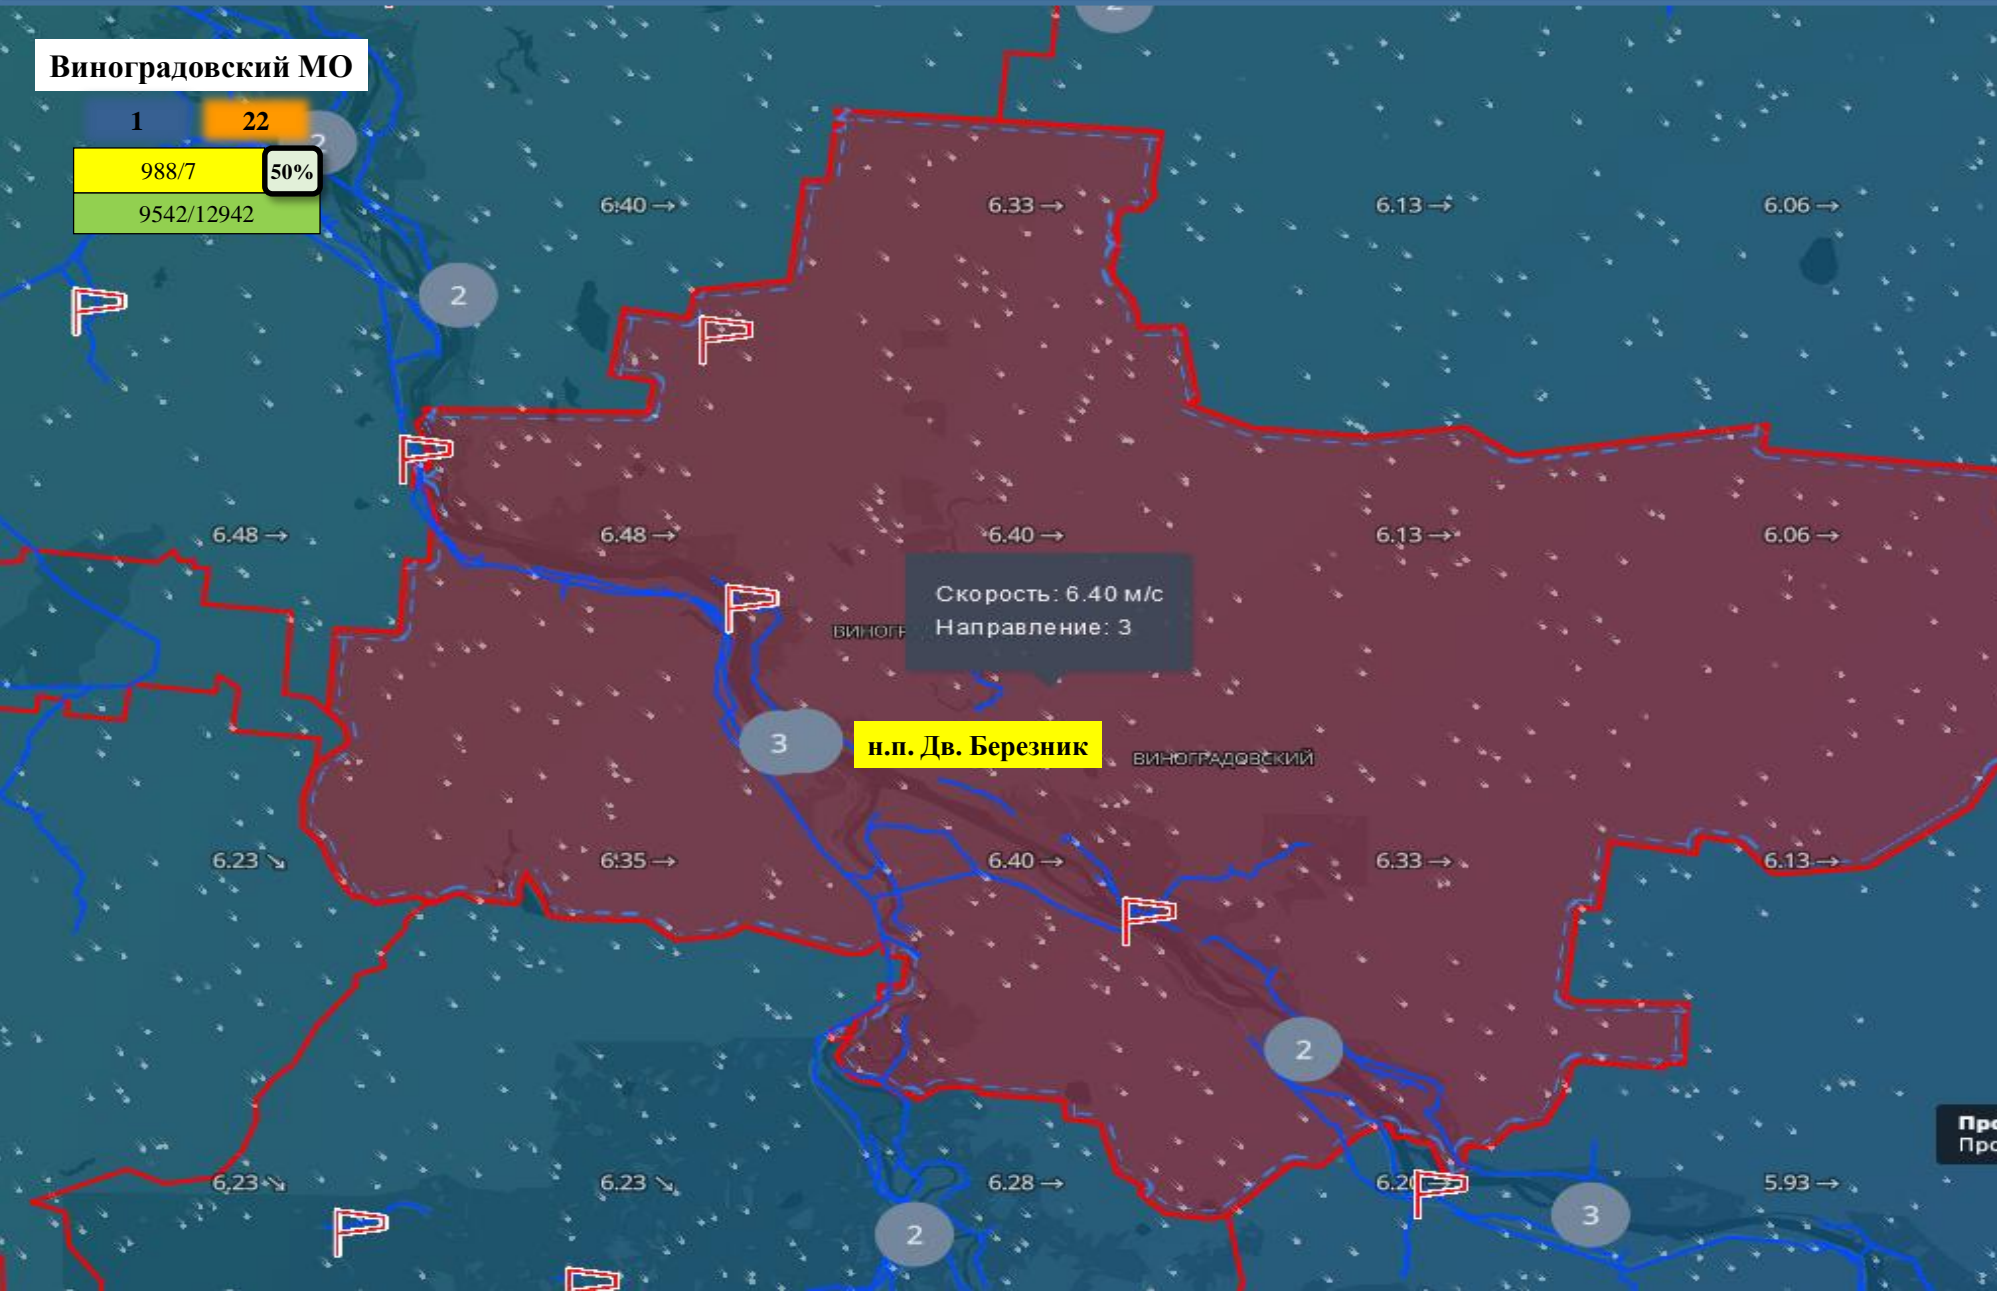 2
Виноградовский МО
1 22
2
988/7 50%
9542/12942
6.40 → 6.33 → 6.13 → 6.06 →
2
6.48 → 6.48 → 6.40 → 6.13 → 6.06 →
Скорость: 6.40 м/с
Направление: З
3
н.п. Дв. Березник
ВИНОГРАДОВСКИЙ
6.23 ↘ 6.35 → 6.40 → 6.33 → 6.13 →
2
6.23 ↘ 6.23 ↘ 6.28 → 5.93 →
3
2